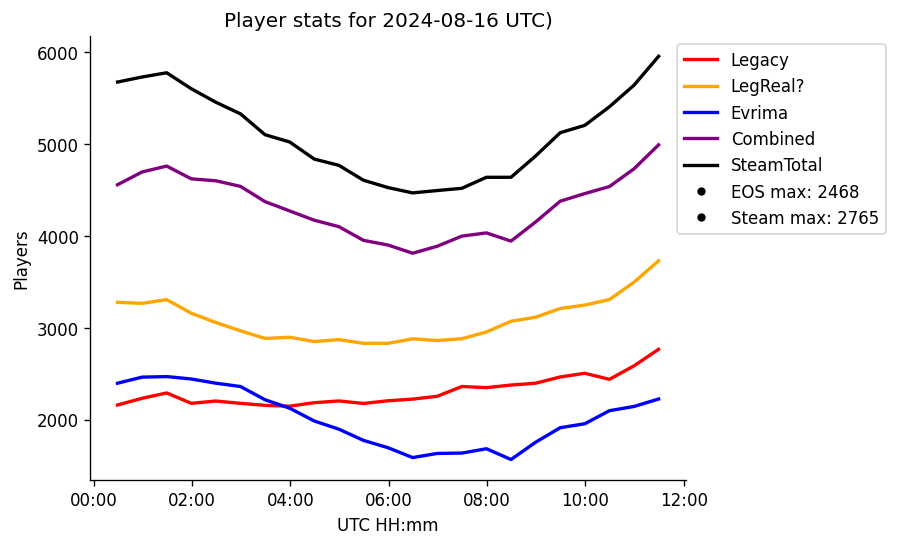 Player stats for 2024-08-16 UTC)
6000
5000
4000
3000
2000
Players
00:00
02:00
04:00
06:00
08:00
10:00
12:00
UTC HH:mm
Legacy
LegReal?
Evrima
Combined
SteamTotal
EOS max: 2468
Steam max: 2765